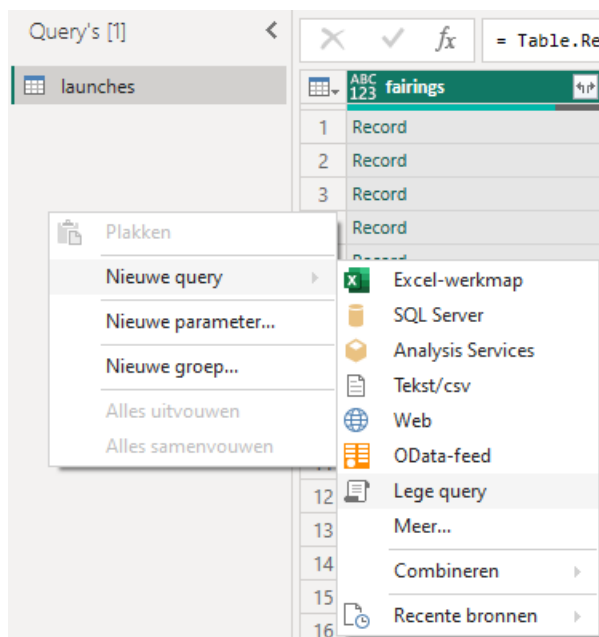 Query's [1]
fx
= Table.Re
launches
ABC
123
fairings
1 Record
2 Record
3 Record
Record
Plakken
Nieuwe query
Nieuwe parameter...
Nieuwe groep...
Alles uitvouwen
Alles samenvouwen
Excel-werkmap
SQL Server
Analysis Services
Tekst/csv
Web
OData-feed
Lege query
Meer...
Combineren
Recente bronnen
12
13
14
15
16